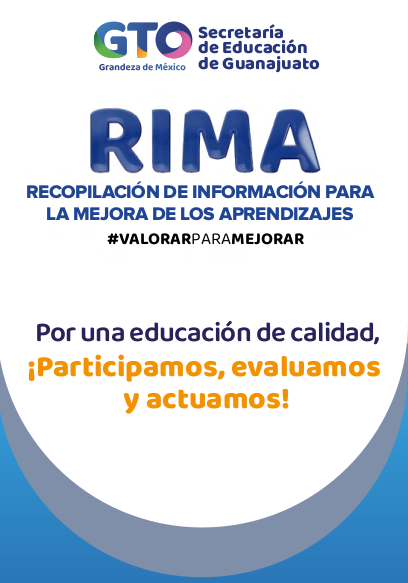 GTO
Grandeza de México
Secretaría
de Educación
de Guanajuato
RIMA
RECOPILACIÓN DE INFORMACIÓN PARA
LA MEJORA DE LOS APRENDIZAJES
#VALORARPARAMEJORAR
Por una educación de calidad,
¡Participamos, evaluamos
y actuamos!